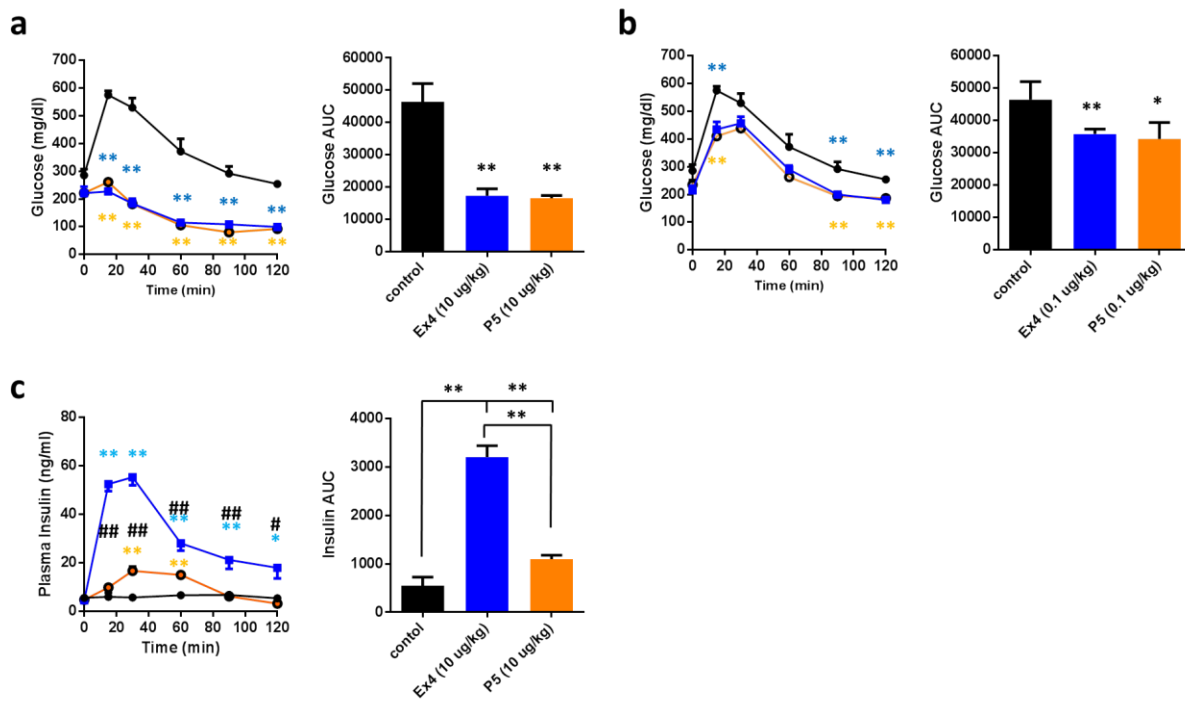 a
700
600
500
400
300
200
100
0
Glucose (mg/dl)
**
**
**
**
**
**
**
**
**
**
0 20 40 60 80 100 120
Time (min)
60000
50000
40000
30000
20000
10000
0
Glucose AUC
** **
control
Ex4 (10 ug/kg)
P5 (10 ug/kg)
b
700
600
500
400
300
200
100
0
Glucose (mg/dl)
**
** **
**
** **
0 20 40 60 80 100 120
Time (min)
60000
50000
40000
30000
20000
10000
0
Glucose AUC
** *
control
Ex4 (0.1 ug/kg)
P5 (0.1 ug/kg)
c
80
60
40
20
0
Plasma Insulin (ng/ml)
** **
## ## #
** ** *
## ##
** **
0 20 40 60 80 100 120
Time (min)
4000
3000
2000
1000
0
Insulin AUC
** **
**
contol
Ex4 (10 ug/kg)
P5 (10 ug/kg)